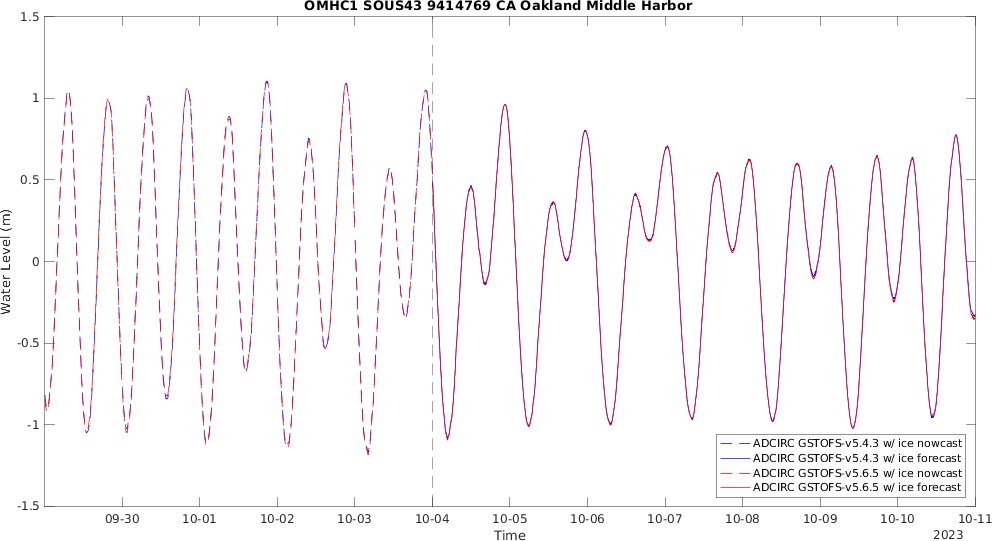 OMHC1 SOUS43 9414769 CA Oakland Middle Harbor
1.5
1
0.5
0
-0.5
-1
-1.5
Water Level (m)
09-30
10-01
10-02
10-03
10-04
10-05
10-06
10-07
10-08
10-09
10-10
10-11
2023
Time
ADCIRC GSTOFS-v5.4.3 w/ ice nowcast
ADCIRC GSTOFS-v5.4.3 w/ ice forecast
ADCIRC GSTOFS-v5.6.5 w/ ice nowcast
ADCIRC GSTOFS-v5.6.5 w/ ice forecast